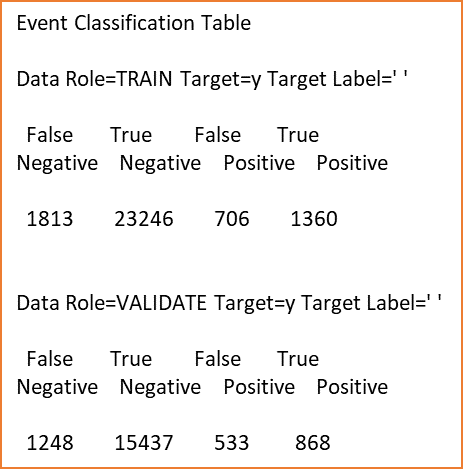 Event Classification Table
Data Role=TRAIN Target=y Target Label=' '
False True False True
Negative Negative Positive Positive
1813 23246 706 1360
Data Role=VALIDATE Target=y Target Label=' '
False True False True
Negative Negative Positive Positive
1248 15437 533 868